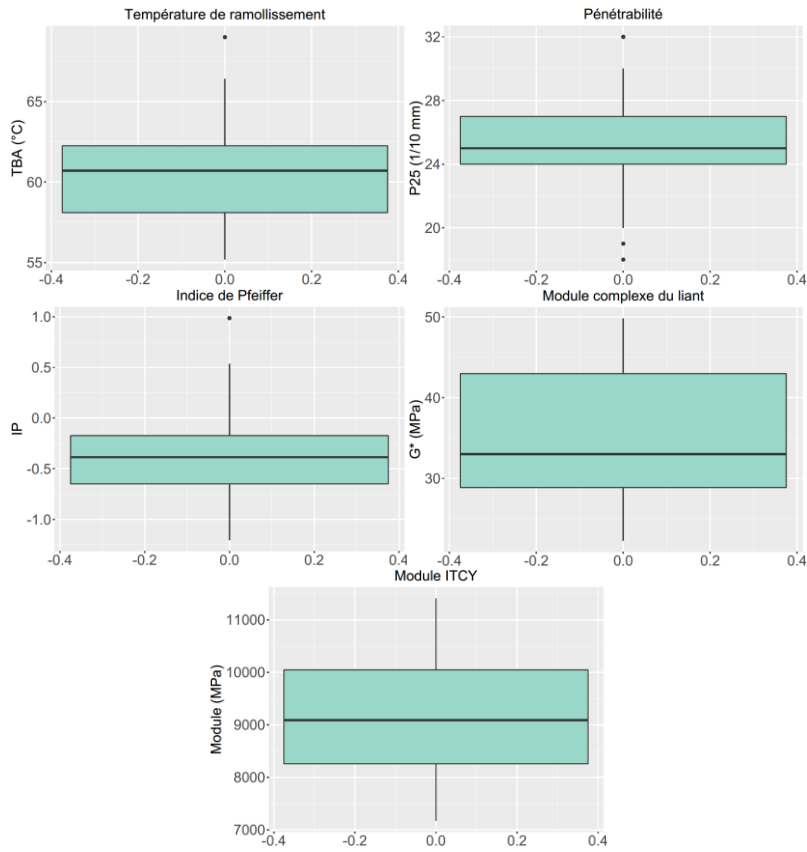 Température de ramollissement
TBA (°C)
65
60
55
-0.4 -0.2 0.0 0.2 0.4
Pénétrabilité
P25 (1/10 mm)
32
28
24
20
-0.4 -0.2 0.0 0.2 0.4
Indice de Pfeiffer
IP
1.0
0.5
0.0
-0.5
-1.0
-0.4 -0.2 0.0 0.2 0.4
Module complexe du liant
G* (MPa)
50
40
30
-0.4 -0.2 0.0 0.2 0.4
Module ITCY
Module (MPa)
11000
10000
9000
8000
7000
-0.4 -0.2 0.0 0.2 0.4